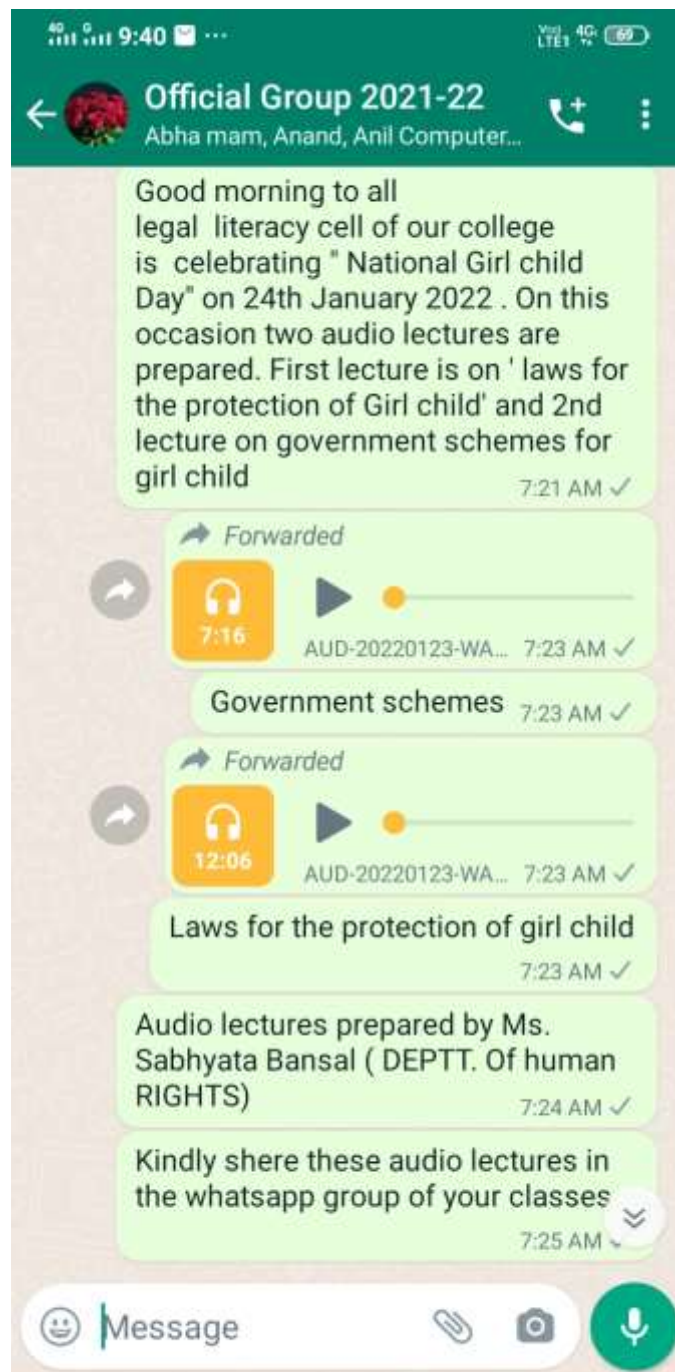 4G G 9:40 ...
VoI) LTE1 4G 69
Official Group 2021-22
Abha mam, Anand, Anil Computer...
Good morning to all
legal literacy cell of our college
is celebrating " National Girl child
Day" on 24th January 2022 . On this
occasion two audio lectures are
prepared. First lecture is on ' laws for
the protection of Girl child' and 2nd
lecture on government schemes for
girl child
7:21 AM
Forwarded
7:16
AUD-20220123-WA... 7:23 AM
Government schemes 7:23 AM
Forwarded
12:06
AUD-20220123-WA... 7:23 AM
Laws for the protection of girl child
7:23 AM
Audio lectures prepared by Ms.
Sabhyata Bansal ( DEPTT. Of human
RIGHTS)
7:24 AM
Kindly shere these audio lectures in
the whatsapp group of your classes
7:25 AM
Message